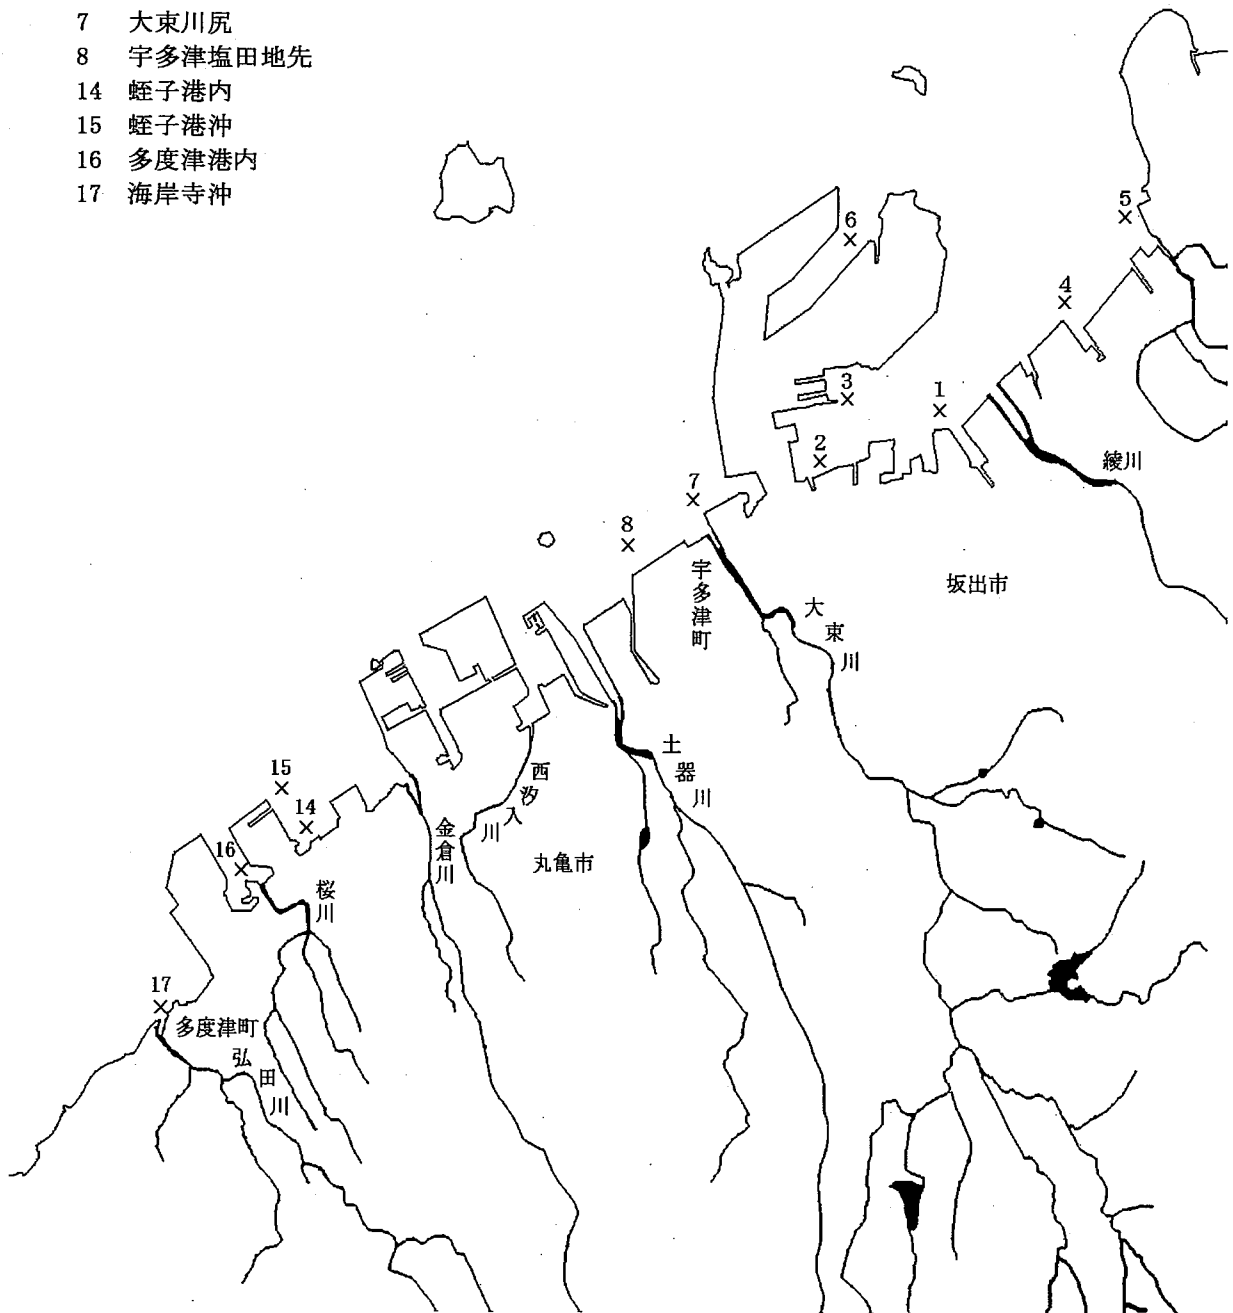 7 大束川尻
8 宇多津塩田地先
14 蛭子港内
15 蛭子港沖
16 多度津港内
17 海岸寺沖
5
6
4
3
1
2
綾川
7
8
宇多津町
坂出市
大束川
土器川
15
14
西汐入川
金倉川
丸亀市
16
桜川
17
多度津町
弘田川